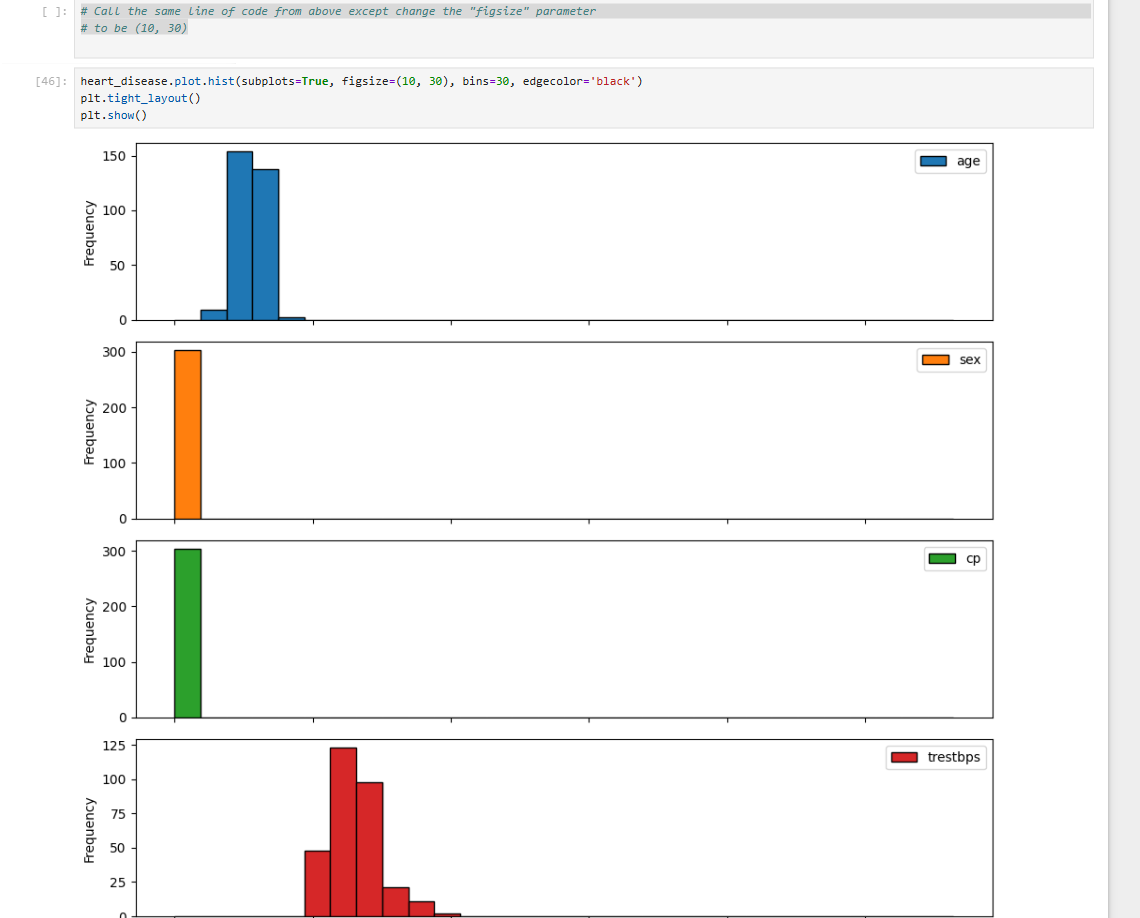 [ ]:
# Call the same line of code from above except change the "figsize" parameter
# to be (10, 30)
[46]:
heart_disease.plot.hist(subplots=True, figsize=(10, 30), bins=30, edgecolor='black')
plt.tight_layout()
plt.show()
150
100
50
0
Frequency
age
300
200
100
0
Frequency
sex
300
200
100
0
Frequency
cp
125
100
75
50
25
0
Frequency
trestbps